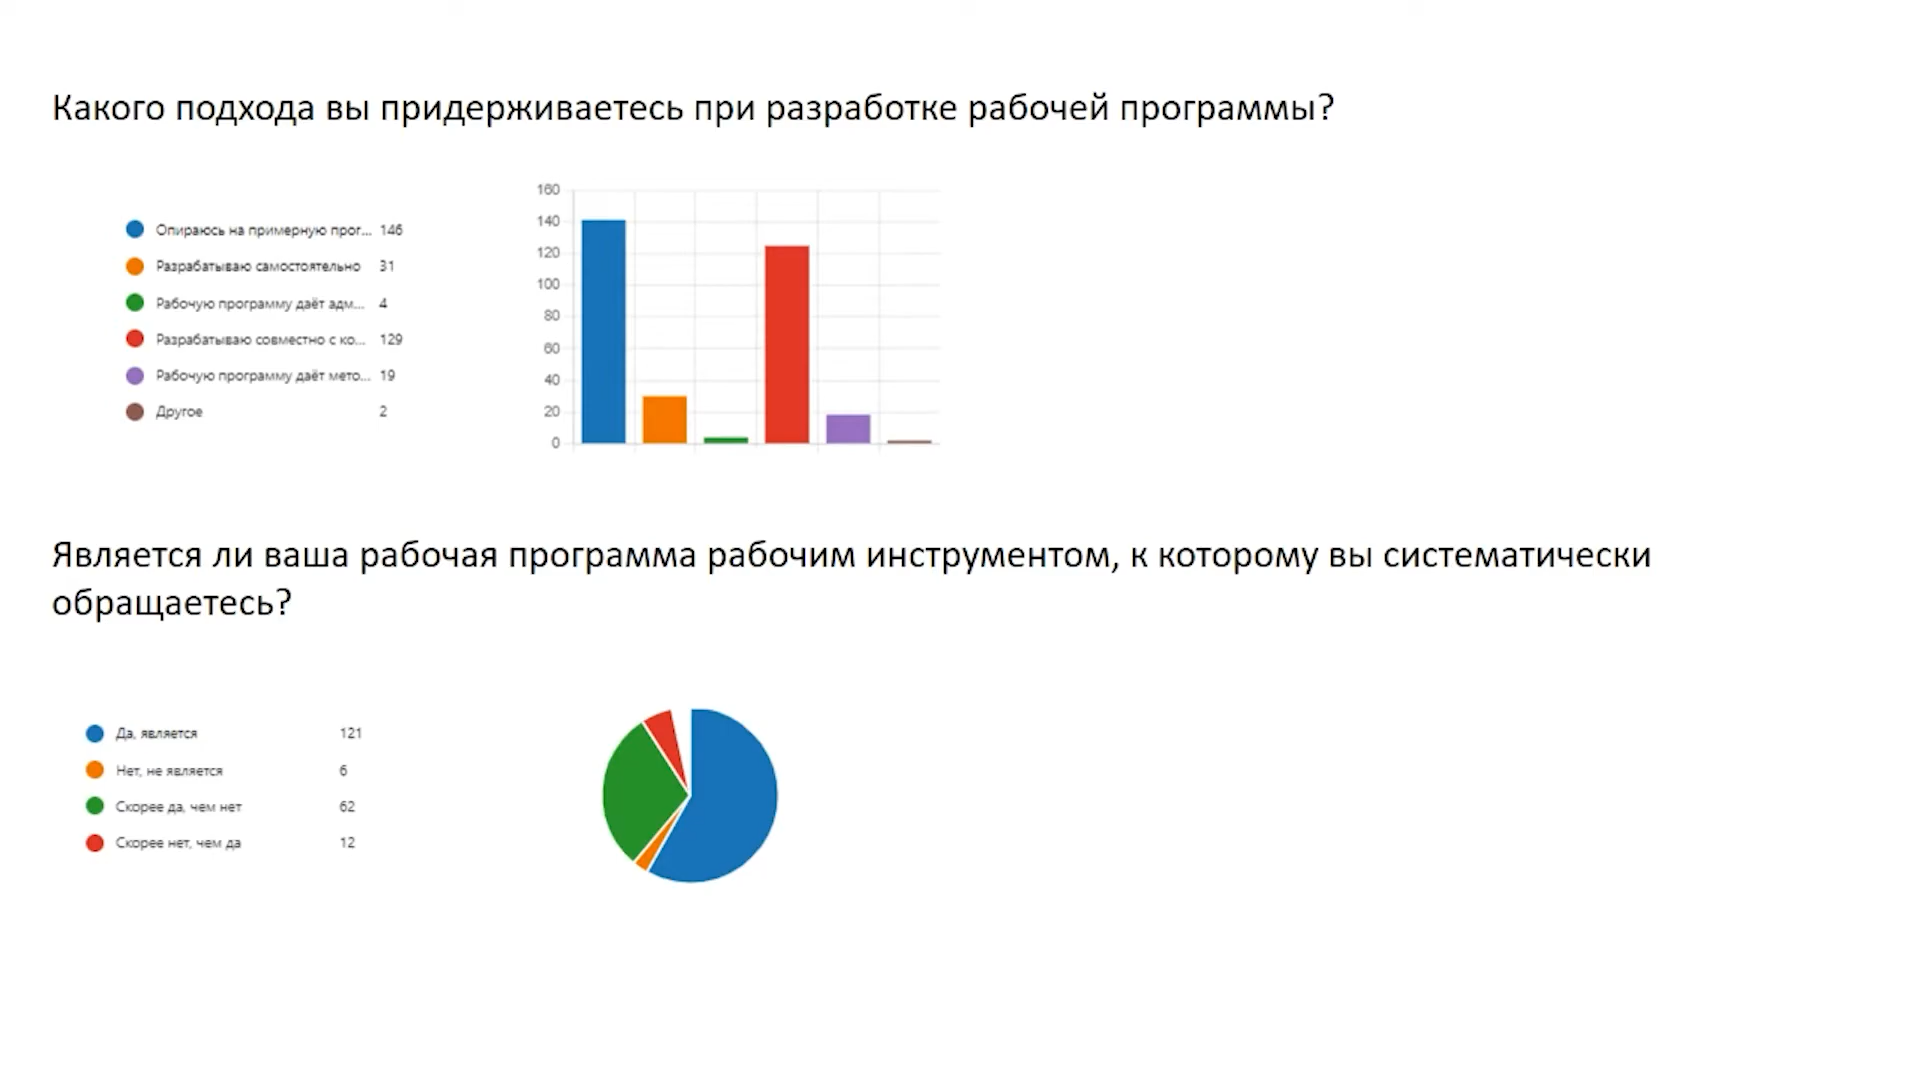 Какого подхода вы придерживаетесь при разработке рабочей программы?
Опираюсь на примерную прог... 146
Разрабатываю самостоятельно 31
Рабочую программу даёт адм... 4
Разрабатываю совместно с ко... 129
Рабочую программу даёт мето... 19
Другое 2
160
140
120
100
80
60
40
20
0
Является ли ваша рабочая программа рабочим инструментом, к которому вы систематически
обращаетесь?
Да, является 121
Нет, не является 6
Скорее да, чем нет 62
Скорее нет, чем да 12